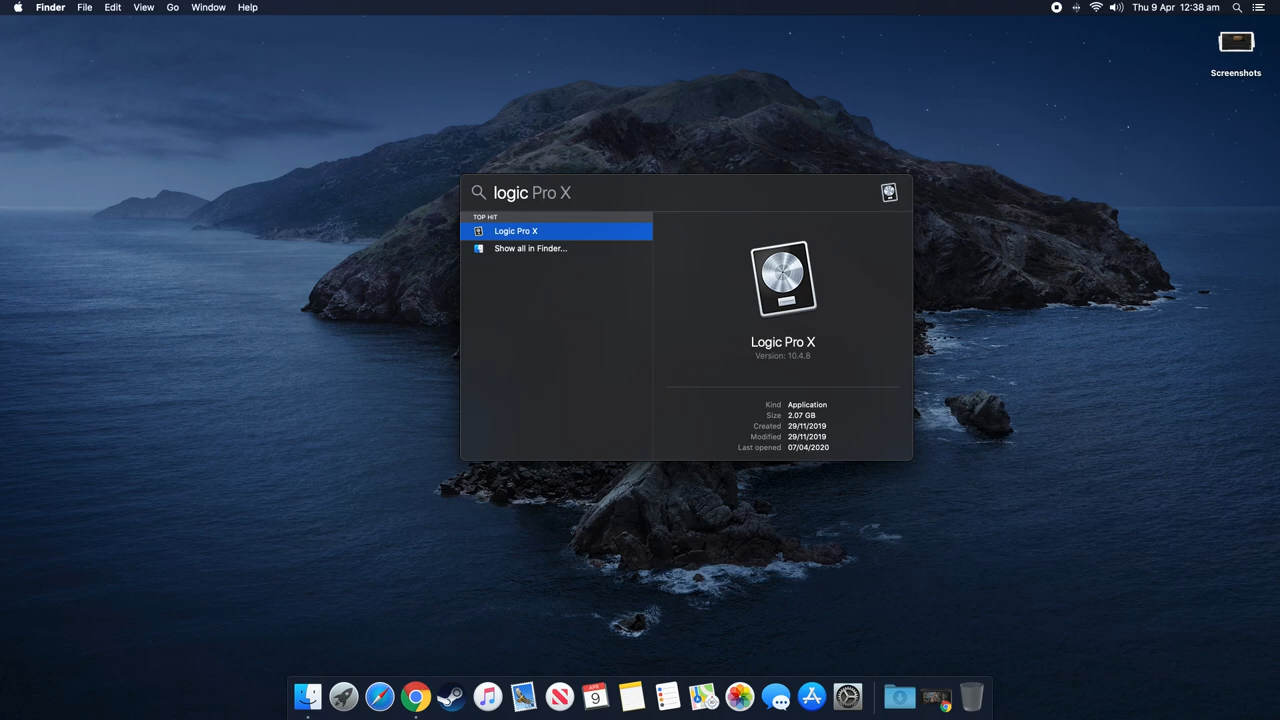 Finder File Edit View Go Window Help Thu 9 Apr 12:38 am
Screenshots
logic Pro X
TOP HIT
Logic Pro X
Show all in Finder...
Logic Pro X
Version: 10.4.8
Kind Application
Size 2.07 GB
Created 29/11/2019
Modified 29/11/2019
Last opened 07/04/2020
APR
9